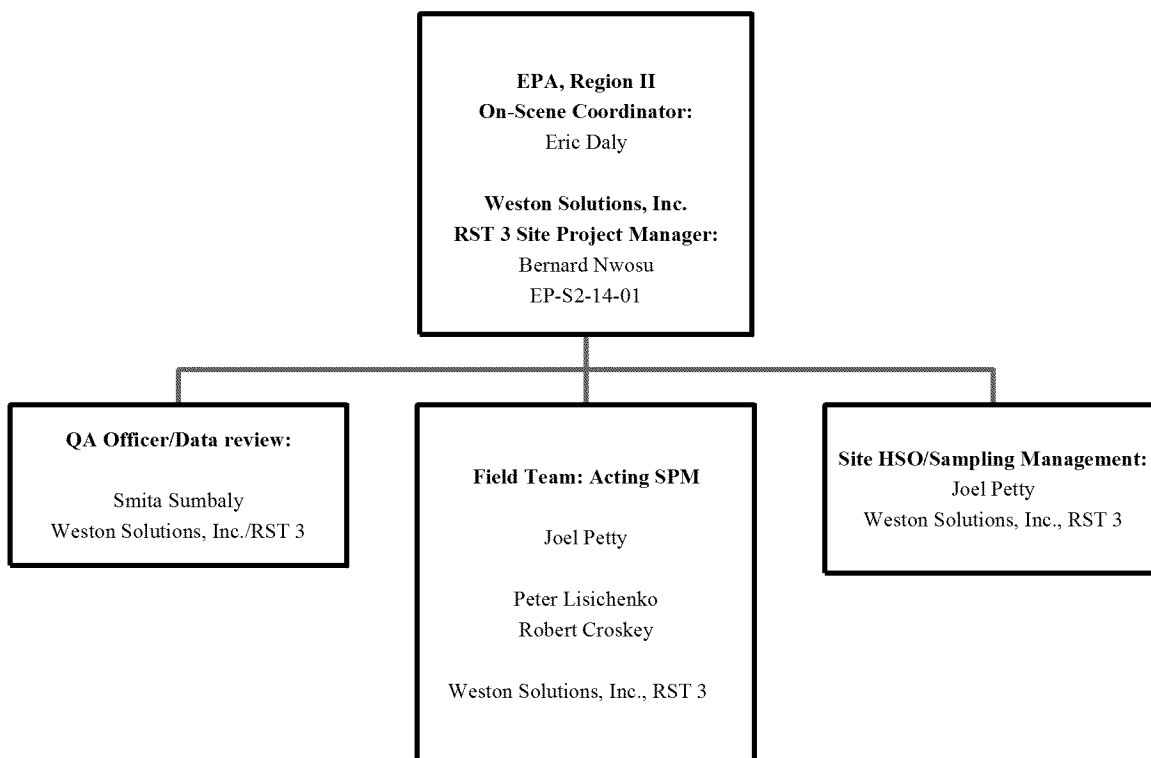 EPA, Region II
On-Scene Coordinator:
Eric Daly
Weston Solutions, Inc.
RST 3 Site Project Manager:
Bernard Nwosu
EP-S2-14-01
QA Officer/Data review:
Smita Sumbaly
Weston Solutions, Inc./RST 3
Field Team: Acting SPM
Joel Petty
Peter Lisichenko
Robert Croskey
Weston Solutions, Inc., RST 3
Site HSO/Sampling Management:
Joel Petty
Weston Solutions, Inc., RST 3